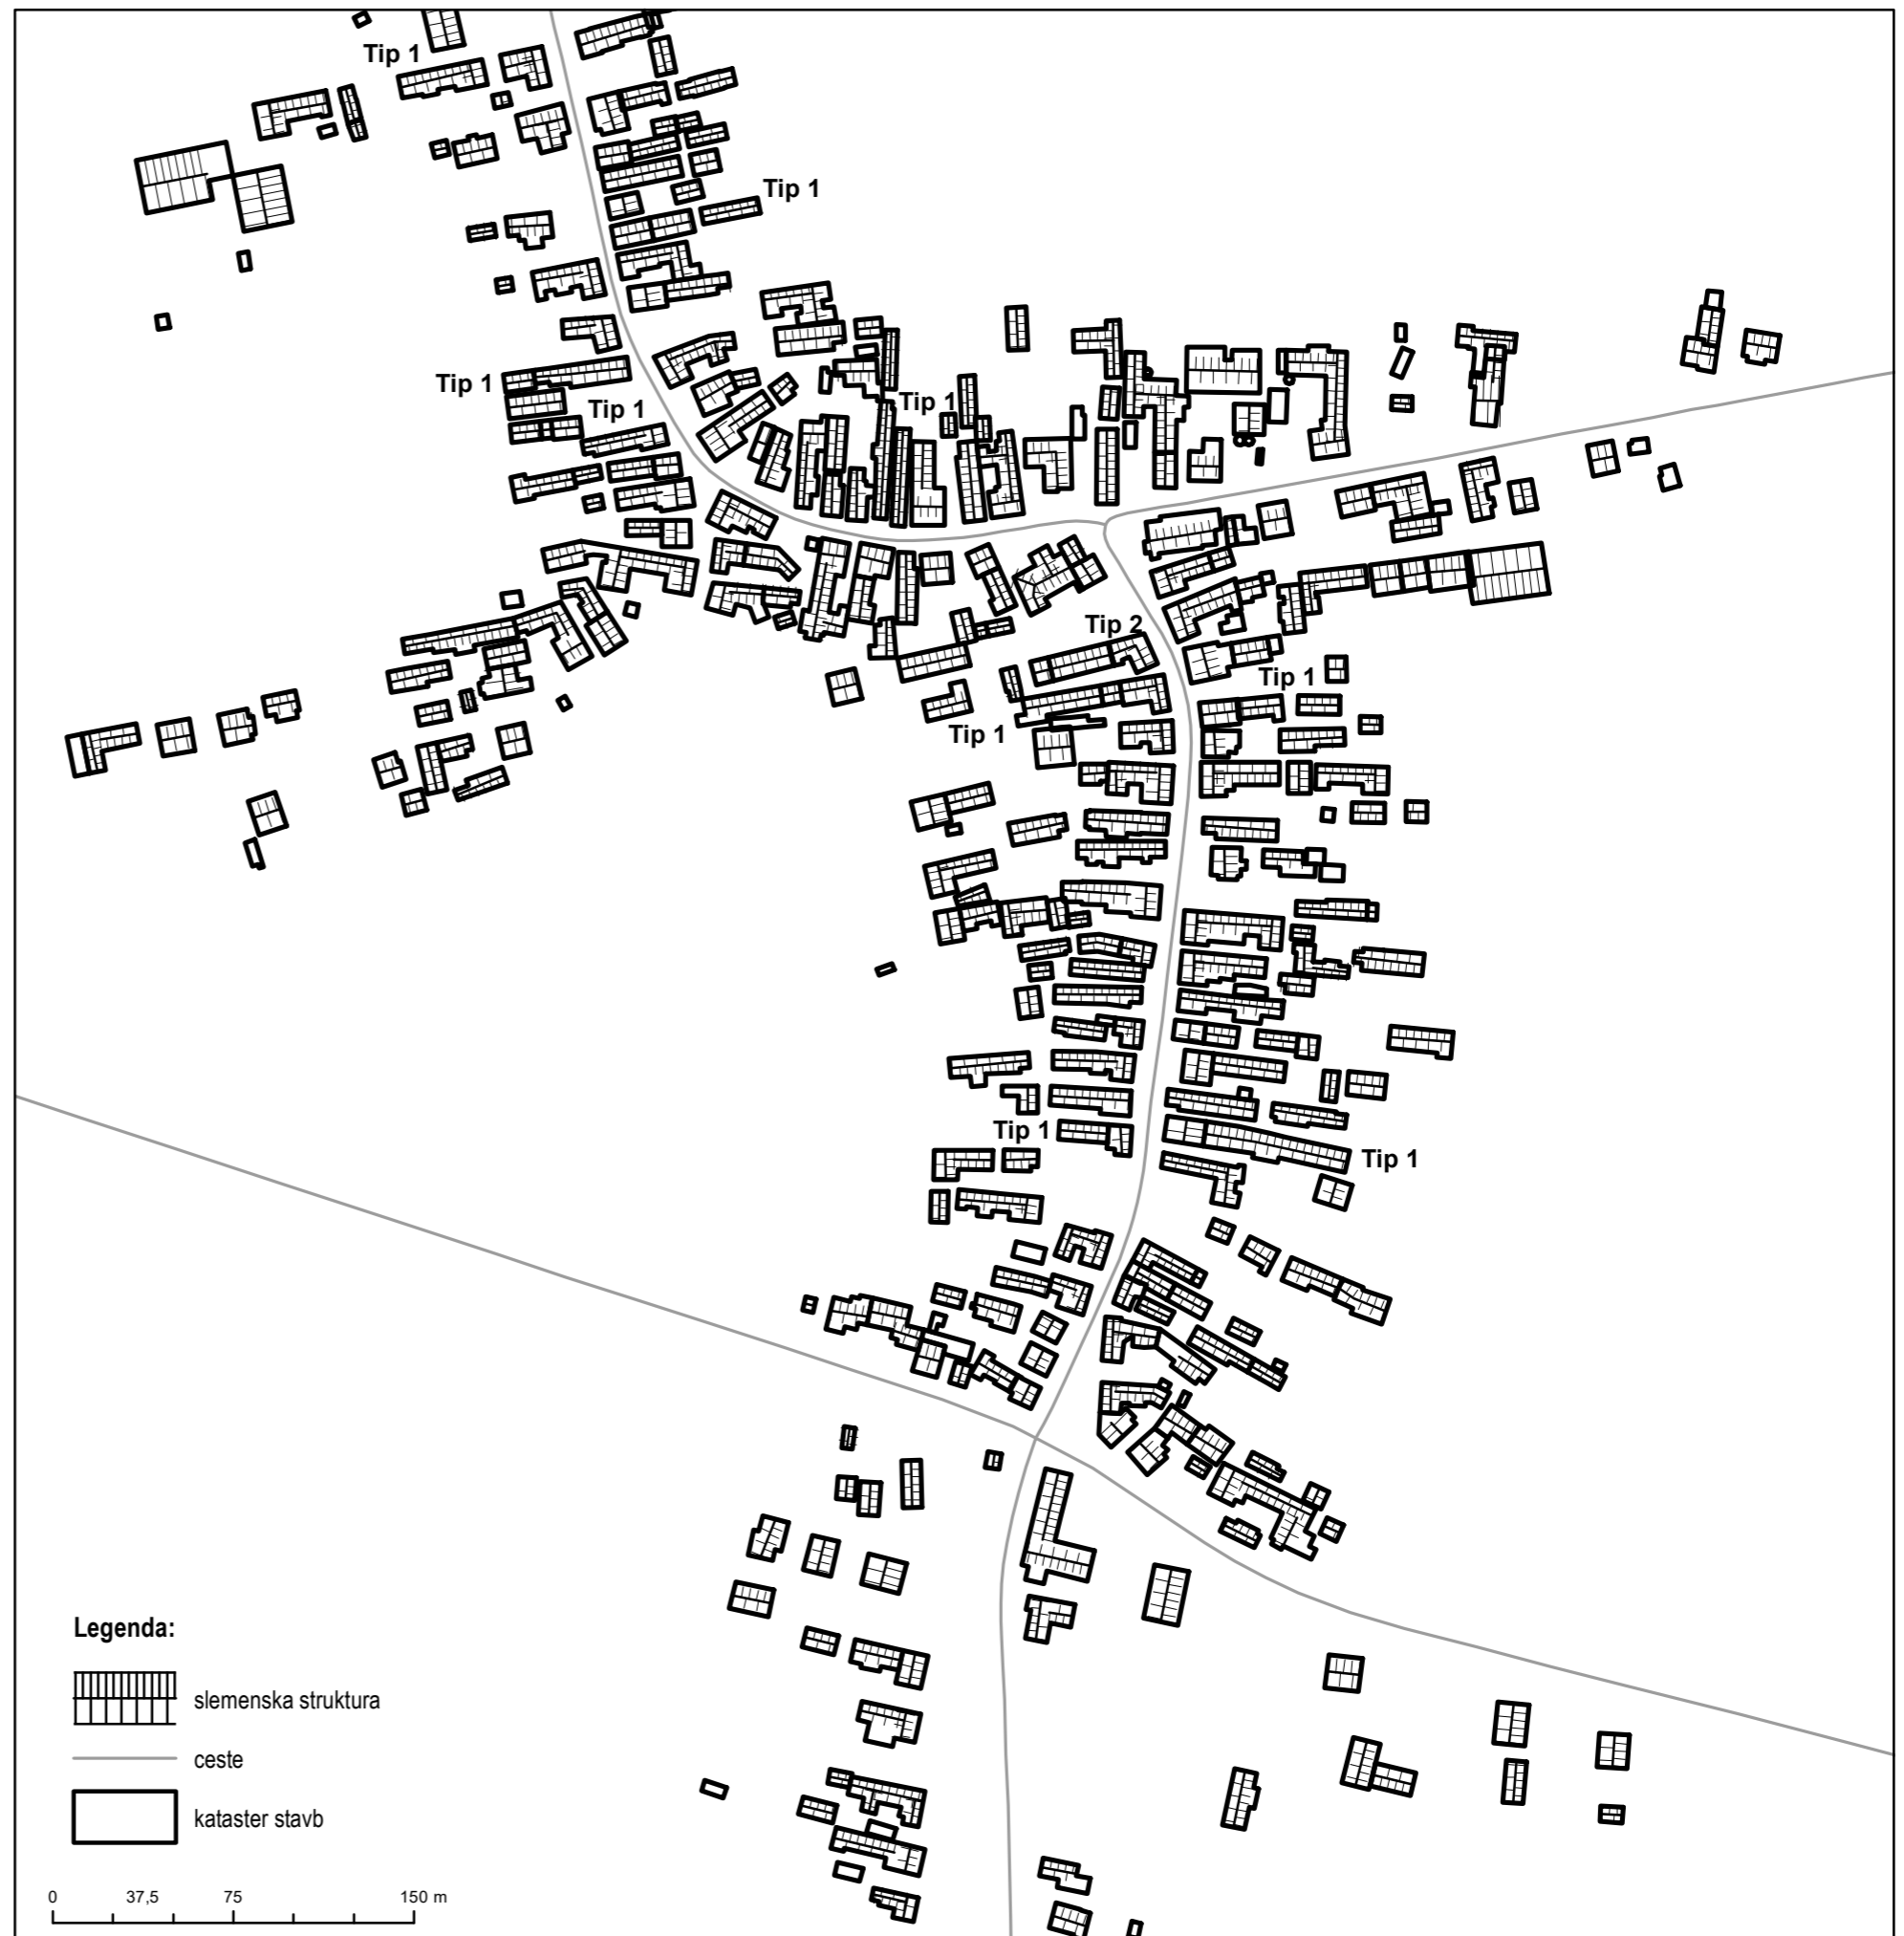 Tip 1
Tip 1
Tip 1
Tip 1
Tip 1
Tip 2
Tip 1
Tip 1
Tip 1
Tip 1
Legenda:
slemenska struktura
ceste
kataster stavb
0 37,5 75 150 m